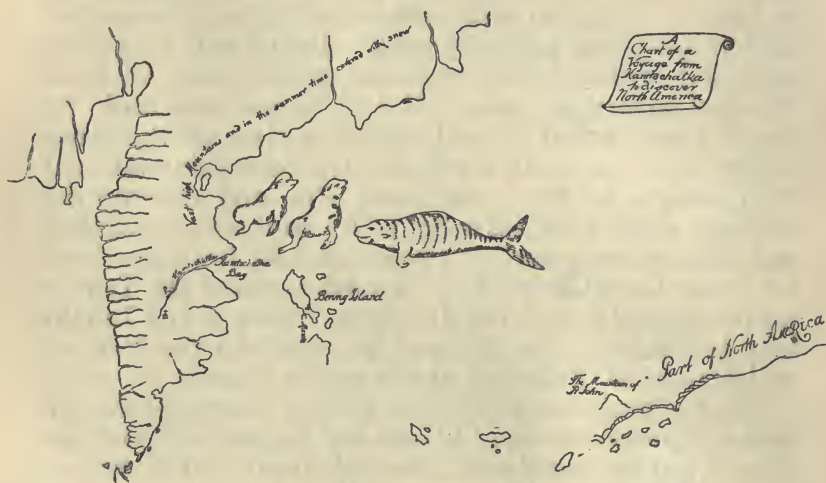 A
Chart of a
Voyage from
Kamtschatka
to discover
North America
Vast high Mountains and in the summer time covered with snow
Kamtschatka
Bay
R. Kamtschatka
Bering Island
Part of North AmeRica
The Mountain of
St. John